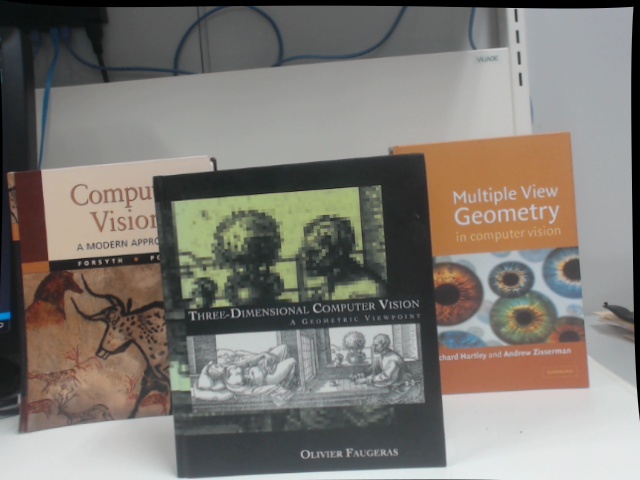 Compu
Vision
A MODERN APPRO
FORSYTH
THREE-DIMENSIONAL COMPUTER VISION
A GEOMETRIC VIEWPOINT
OLIVIER FAUGERAS
Multiple View
Geometry
in computer vision
chard Hartley and Andrew Zisserman